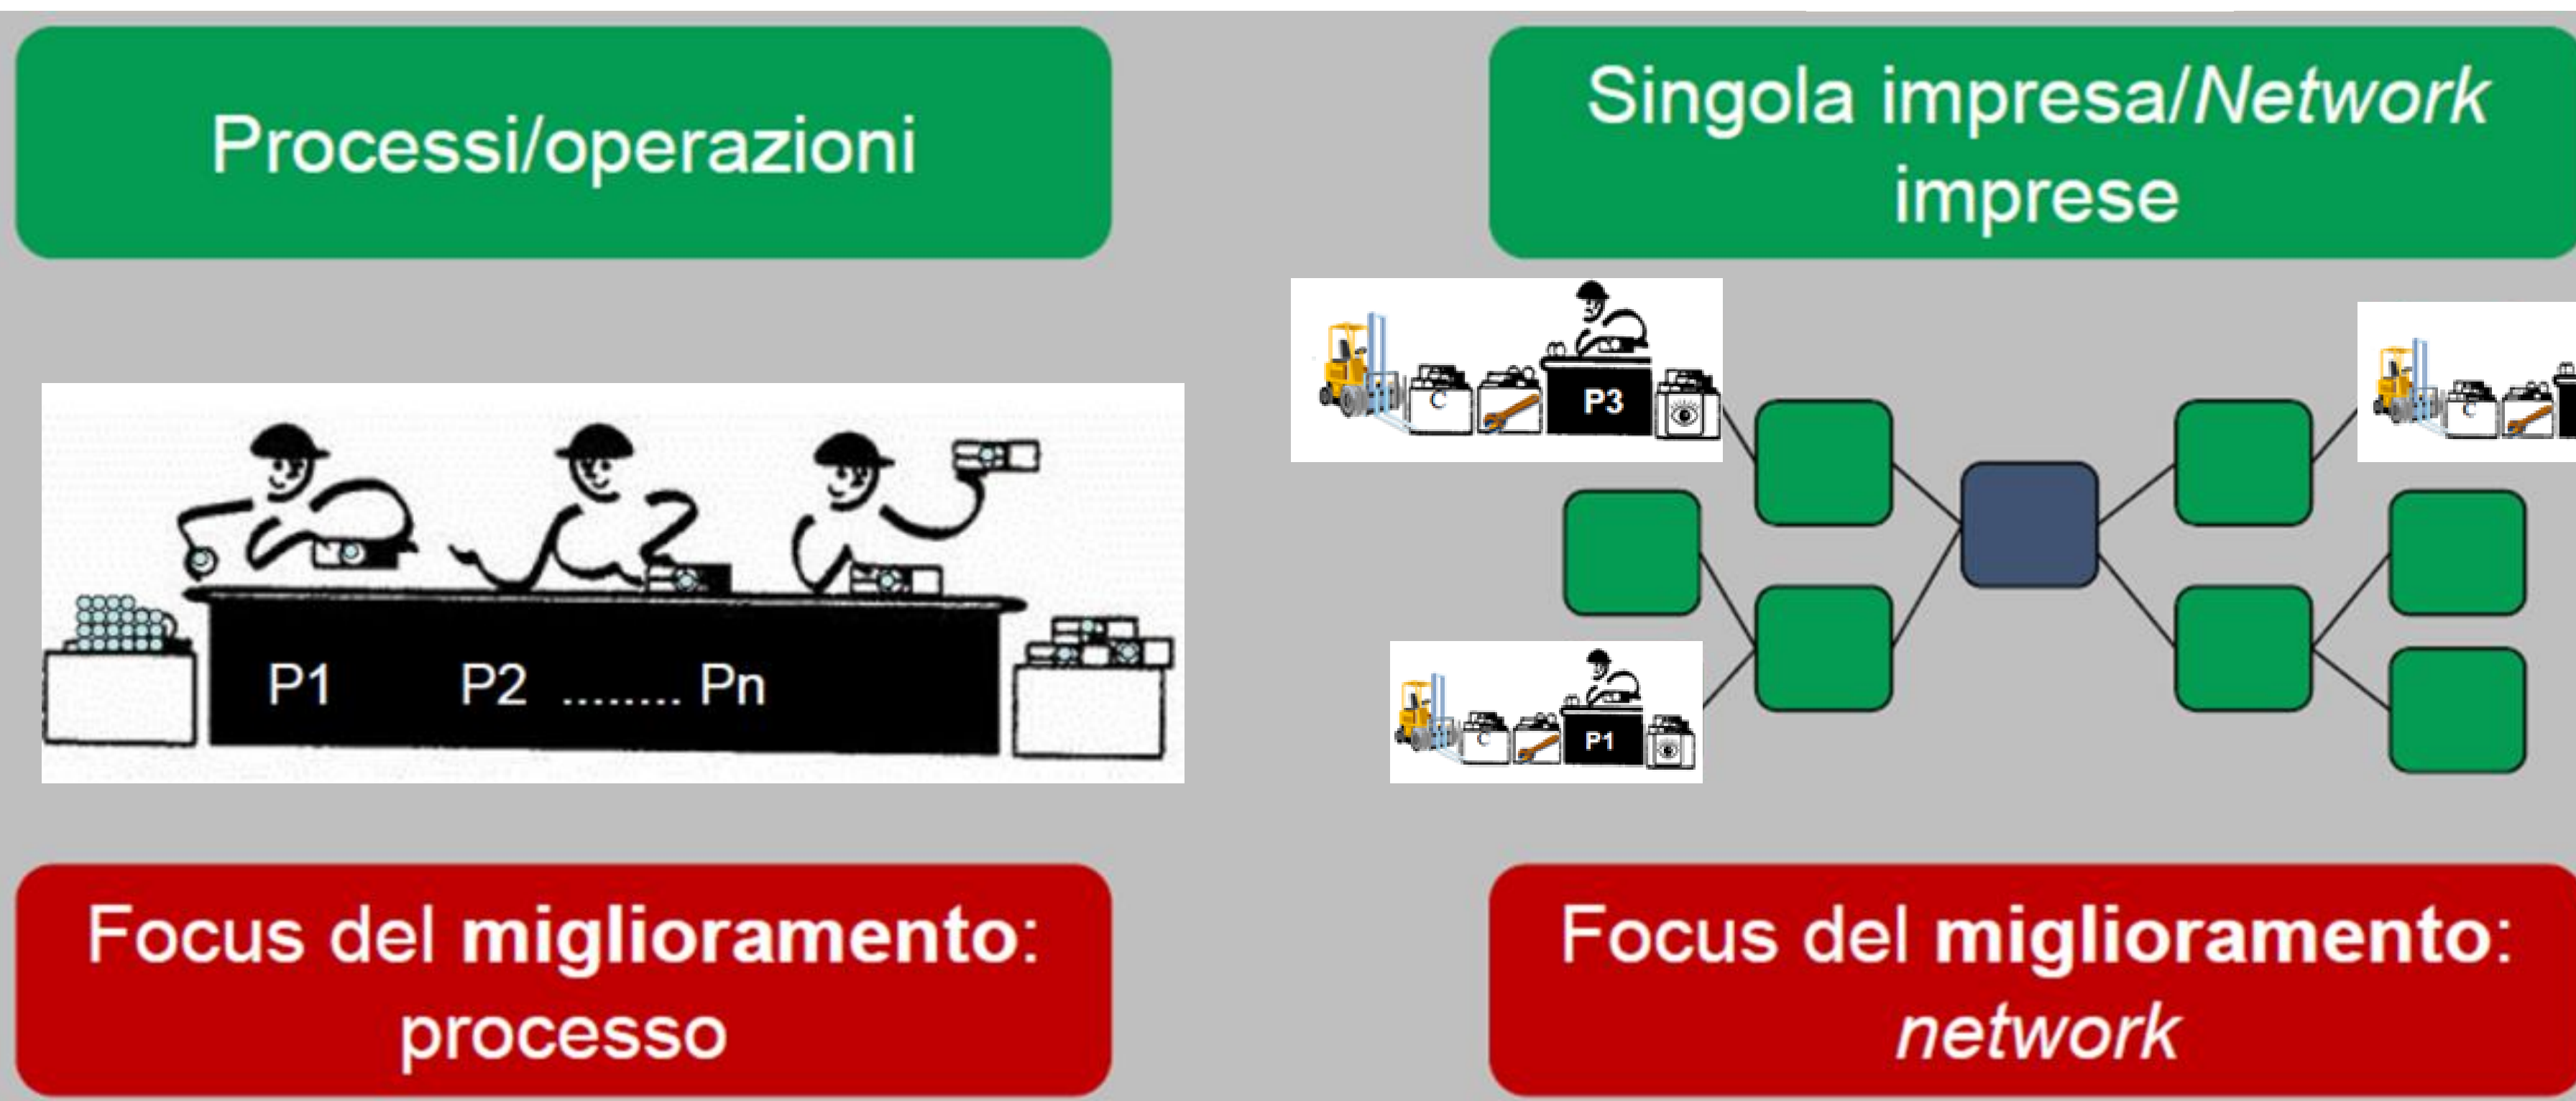 Processi/operazioni
Singola impresa/Network
imprese
P3
C
C
P1 P2 ........ Pn
C
P1
Focus del miglioramento:
processo
Focus del miglioramento:
network